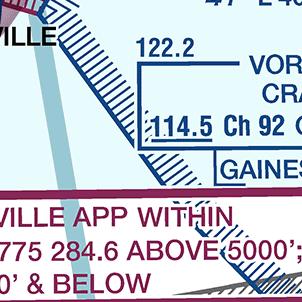 VILLE
122.2
VOR
CRA
114.5 Ch 92
GAINES
VILLE APP WITHIN
775 284.6 ABOVE 5000';
0' & BELOW